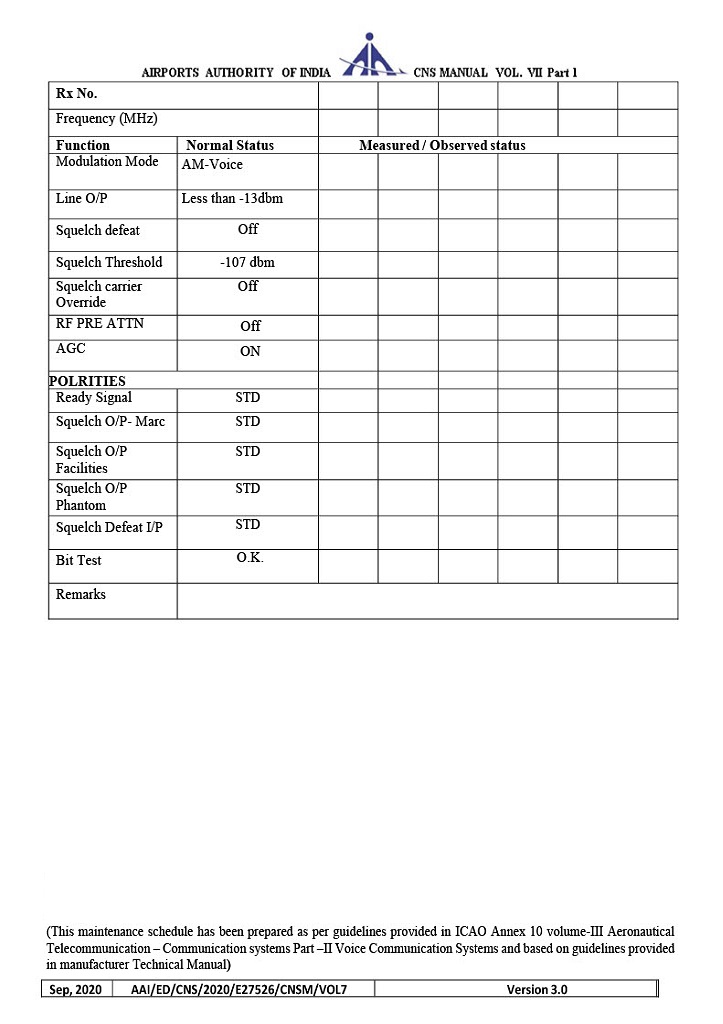 AIRPORTS AUTHORITY OF INDIA CNS MANUAL VOL. VII Part 1
Rx No.
Frequency (MHz)
Function Normal Status Measured / Observed status
Modulation Mode AM-Voice
Line O/P Less than -13dbm
Squelch defeat Off
Squelch Threshold -107 dbm
Squelch carrier Off
Override
RF PRE ATTN Off
AGC ON
POLRITIES
Ready Signal STD
Squelch O/P- Marc STD
Squelch O/P STD
Facilities
Squelch O/P STD
Phantom
Squelch Defeat I/P STD
Bit Test O.K.
Remarks
(This maintenance schedule has been prepared as per guidelines provided in ICAO Annex 10 volume-III Aeronautical
Telecommunication – Communication systems Part –II Voice Communication Systems and based on guidelines provided
in manufacturer Technical Manual)
Sep, 2020 AAI/ED/CNS/2020/E27526/CNSM/VOL7 Version 3.0